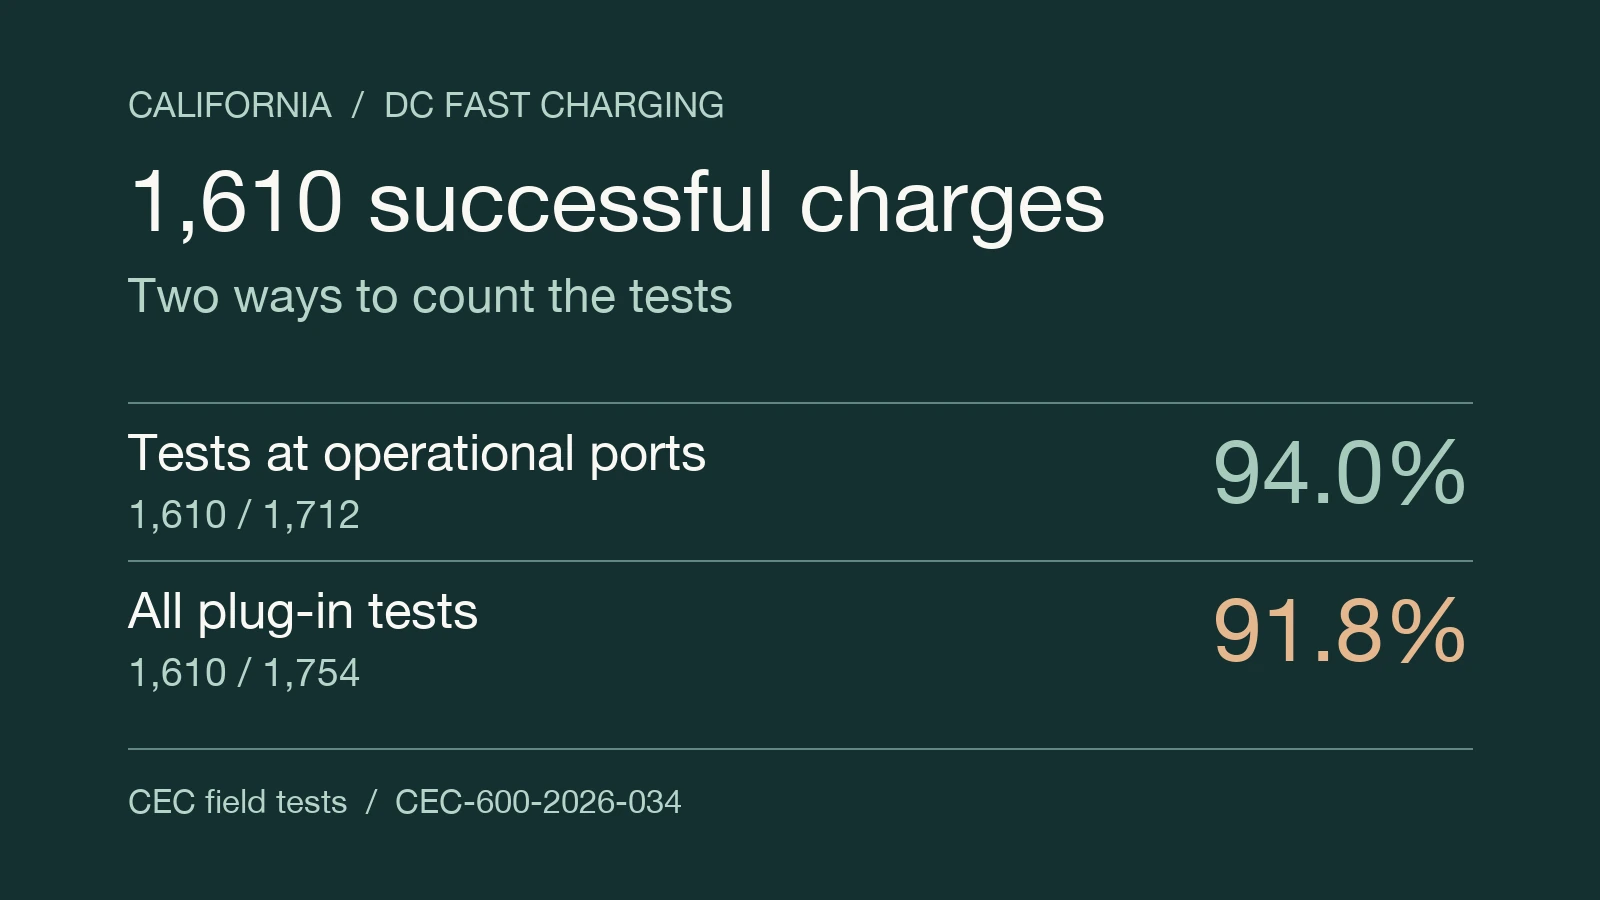 CALIFORNIA / DC FAST CHARGING
1,610 successful charges
Two ways to count the tests
Tests at operational ports
94.0%
1,610 / 1,712
All plug-in tests
91.8%
1,610 / 1,754
CEC field tests / CEC-600-2026-034